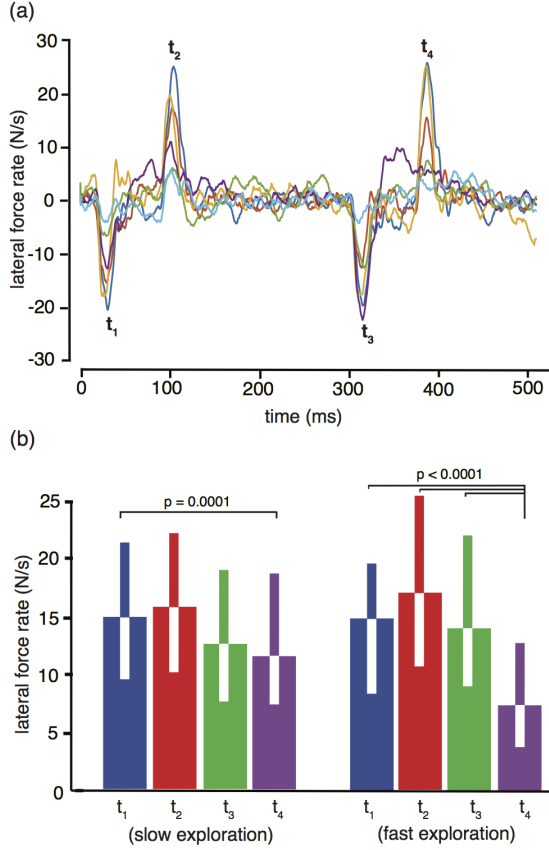 (a)
30
20
10
0
-10
-20
-30
lateral force rate (N/s)
t1
t2
t3
t4
0 100 200 300 400 500
time (ms)
(b)
25
20
15
10
5
0
lateral force rate (N/s)
p = 0.0001
p < 0.0001
t1 t2 t3 t4 t1 t2 t3 t4
(slow exploration) (fast exploration)